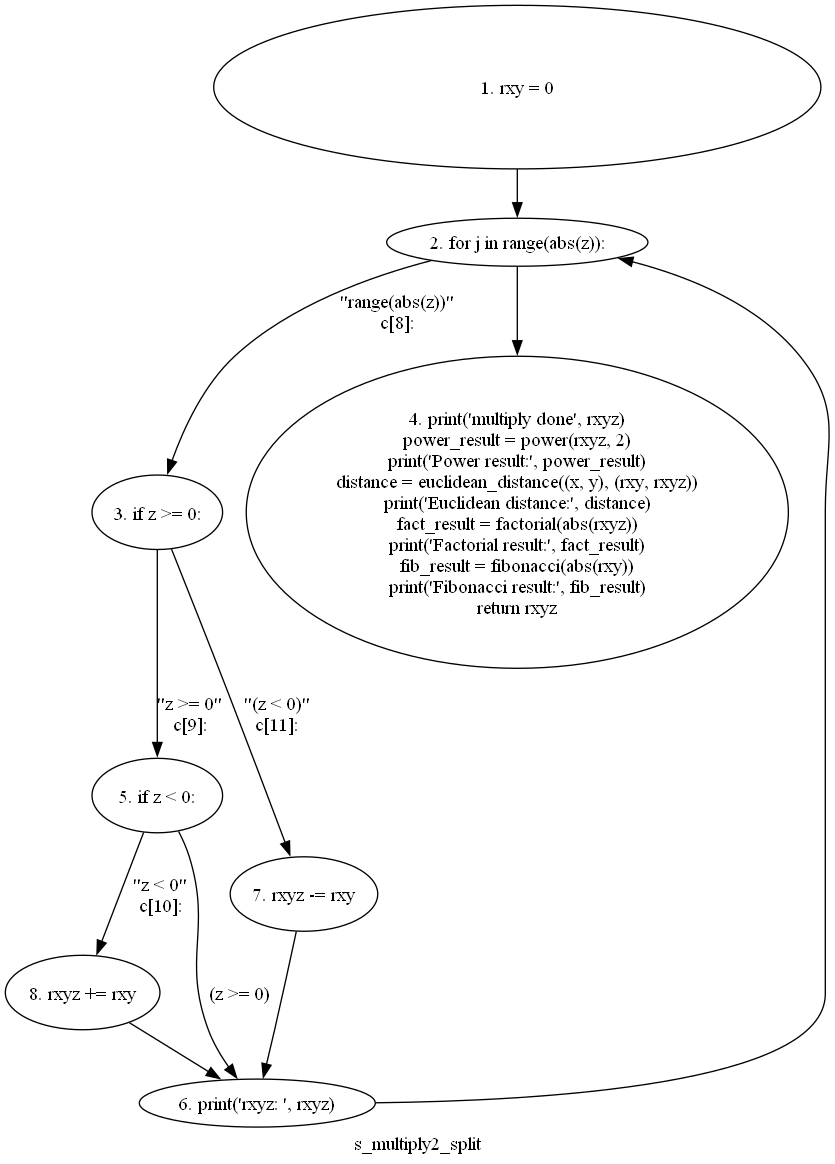 1. rxy = 0
2. for j in range(abs(z)):
"range(abs(z))"
c[8]:
4. print('multiply done', rxyz)
power_result = power(rxyz, 2)
print('Power result:', power_result)
distance = euclidean_distance((x, y), (rxy, rxyz))
print('Euclidean distance:', distance)
fact_result = factorial(abs(rxyz))
print('Factorial result:', fact_result)
fib_result = fibonacci(abs(rxy))
print('Fibonacci result:', fib_result)
return rxyz
3. if z >= 0:
"z >= 0"
c[9]:
"(z < 0)"
c[11]:
5. if z < 0:
"z < 0"
c[10]:
7. rxyz -= rxy
8. rxyz += rxy
(z >= 0)
6. print('rxyz: ', rxyz)
s_multiply2_split